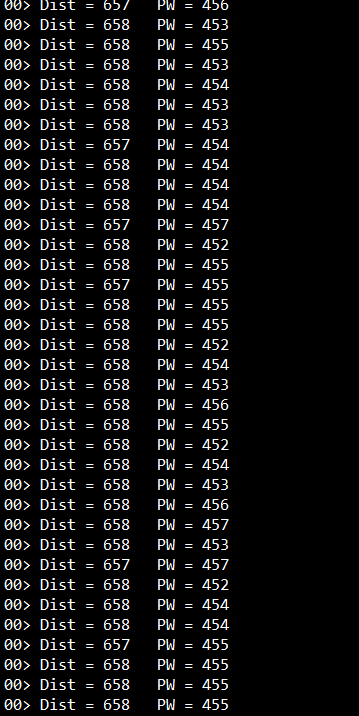 00> Dist = 657   PW = 456
00> Dist = 658   PW = 453
00> Dist = 658   PW = 455
00> Dist = 658   PW = 453
00> Dist = 658   PW = 454
00> Dist = 658   PW = 453
00> Dist = 658   PW = 453
00> Dist = 657   PW = 454
00> Dist = 658   PW = 454
00> Dist = 658   PW = 454
00> Dist = 658   PW = 454
00> Dist = 657   PW = 457
00> Dist = 658   PW = 452
00> Dist = 658   PW = 455
00> Dist = 657   PW = 455
00> Dist = 658   PW = 455
00> Dist = 658   PW = 455
00> Dist = 658   PW = 452
00> Dist = 658   PW = 454
00> Dist = 658   PW = 453
00> Dist = 658   PW = 456
00> Dist = 658   PW = 455
00> Dist = 658   PW = 452
00> Dist = 658   PW = 454
00> Dist = 658   PW = 453
00> Dist = 658   PW = 456
00> Dist = 658   PW = 457
00> Dist = 658   PW = 453
00> Dist = 657   PW = 457
00> Dist = 658   PW = 452
00> Dist = 658   PW = 454
00> Dist = 658   PW = 454
00> Dist = 657   PW = 455
00> Dist = 658   PW = 455
00> Dist = 658   PW = 455
00> Dist = 658   PW = 455